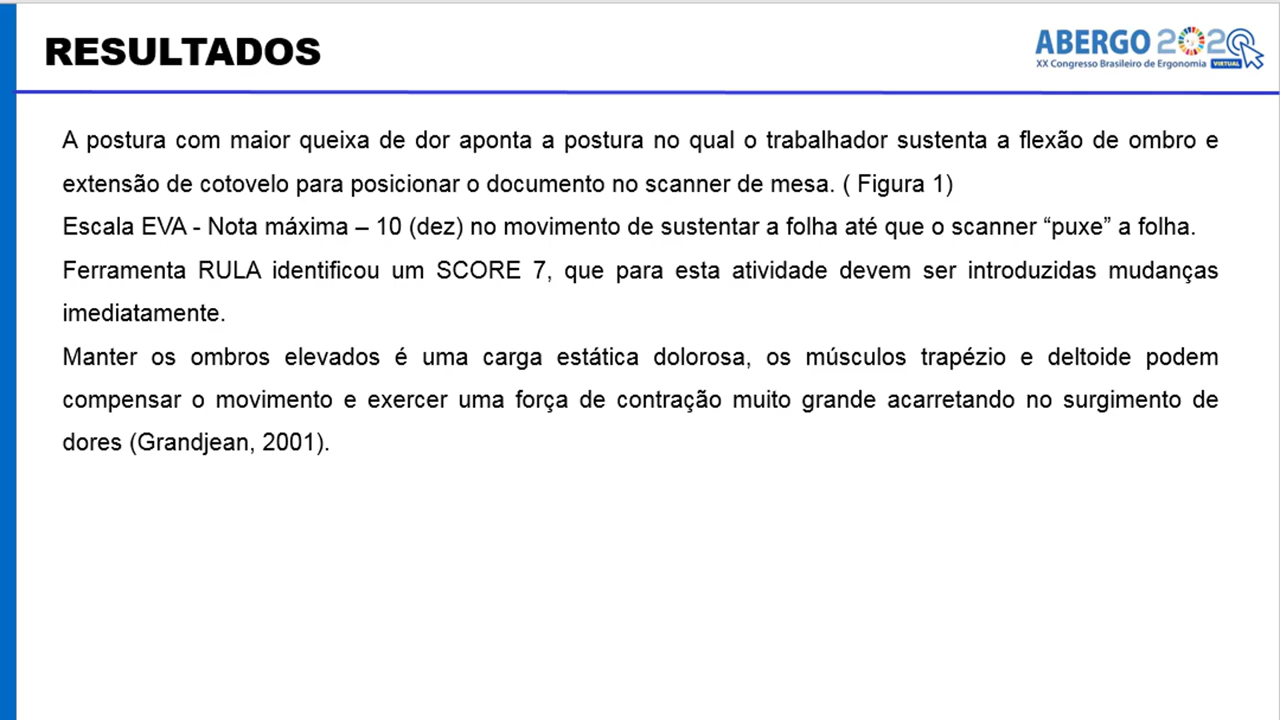 RESULTADOS
ABERGO 2020
XX Congresso Brasileiro de Ergonomia VIRTUAL
A postura com maior queixa de dor aponta a postura no qual o trabalhador sustenta a flexão de ombro e
extensão de cotovelo para posicionar o documento no scanner de mesa. ( Figura 1)
Escala EVA - Nota máxima – 10 (dez) no movimento de sustentar a folha até que o scanner “puxe” a folha.
Ferramenta RULA identificou um SCORE 7, que para esta atividade devem ser introduzidas mudanças
imediatamente.
Manter os ombros elevados é uma carga estática dolorosa, os músculos trapézio e deltoide podem
compensar o movimento e exercer uma força de contração muito grande acarretando no surgimento de
dores (Grandjean, 2001).